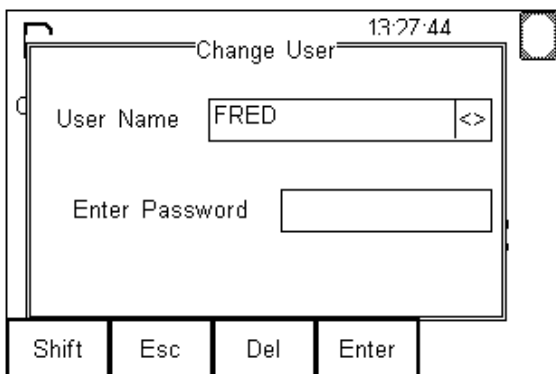 13:27:44
Change User
User Name FRED <>
Enter Password
Shift Esc Del Enter